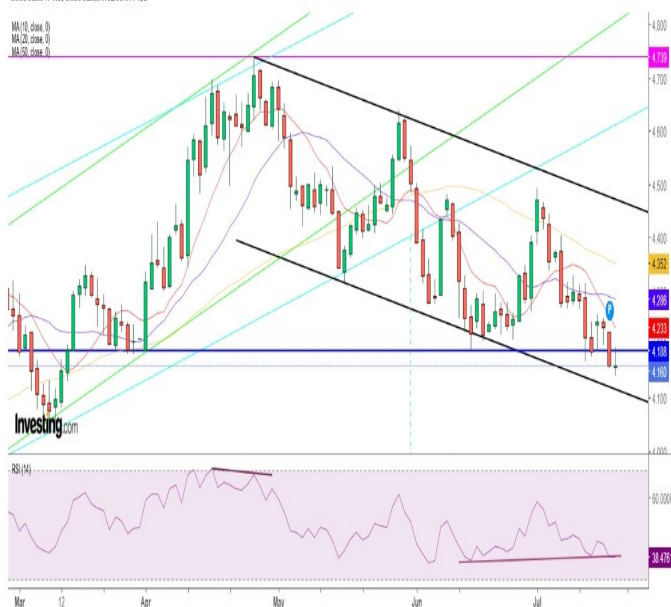 MA (10, close, 0)
MA (20, close, 0)
MA (50, close, 0)
4.800
4.739
4.700
4.500
4.400
4.352
4.286
4.233
4.188
4.160
4.100
4.000
P
Investing.com
RSI (14)
60.0000
38.476
Mar 12 Apr May Jun Jul